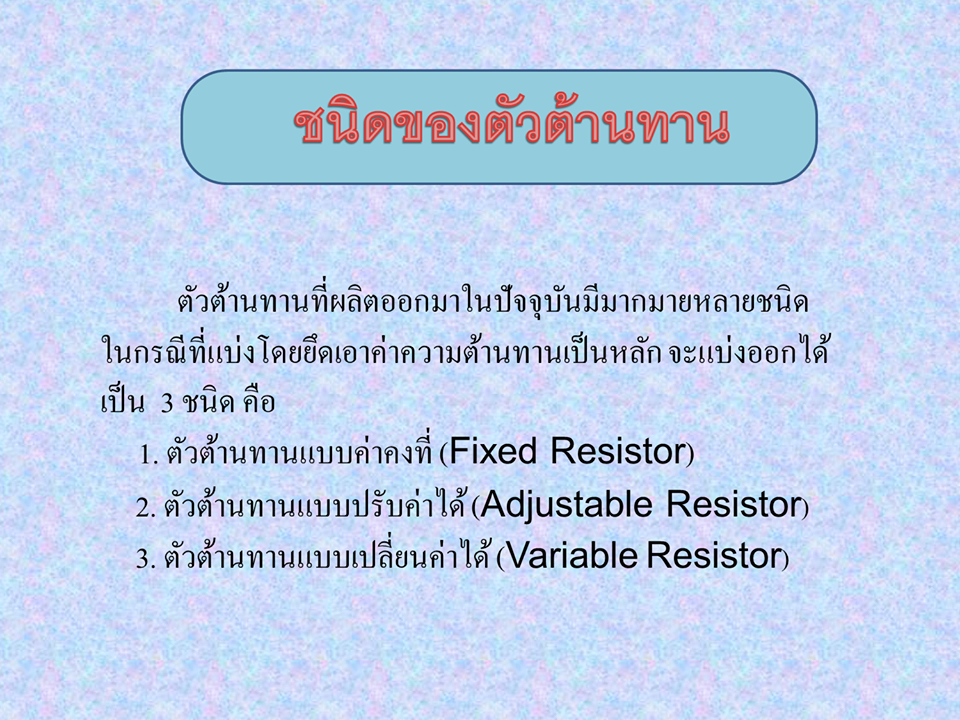 ชนิดของตัวต้านทาน
ตัวต้านทานที่ผลิตออกมาในปัจจุบันมีมากมายหลายชนิด
ในกรณีที่แบ่งโดยยึดเอาค่าความต้านทานเป็นหลัก จะแบ่งออกได้
เป็น 3 ชนิด คือ
1. ตัวต้านทานแบบค่าคงที่ (Fixed Resistor)
2. ตัวต้านทานแบบปรับค่าได้ (Adjustable Resistor)
3. ตัวต้านทานแบบเปลี่ยนค่าได้ (Variable Resistor)